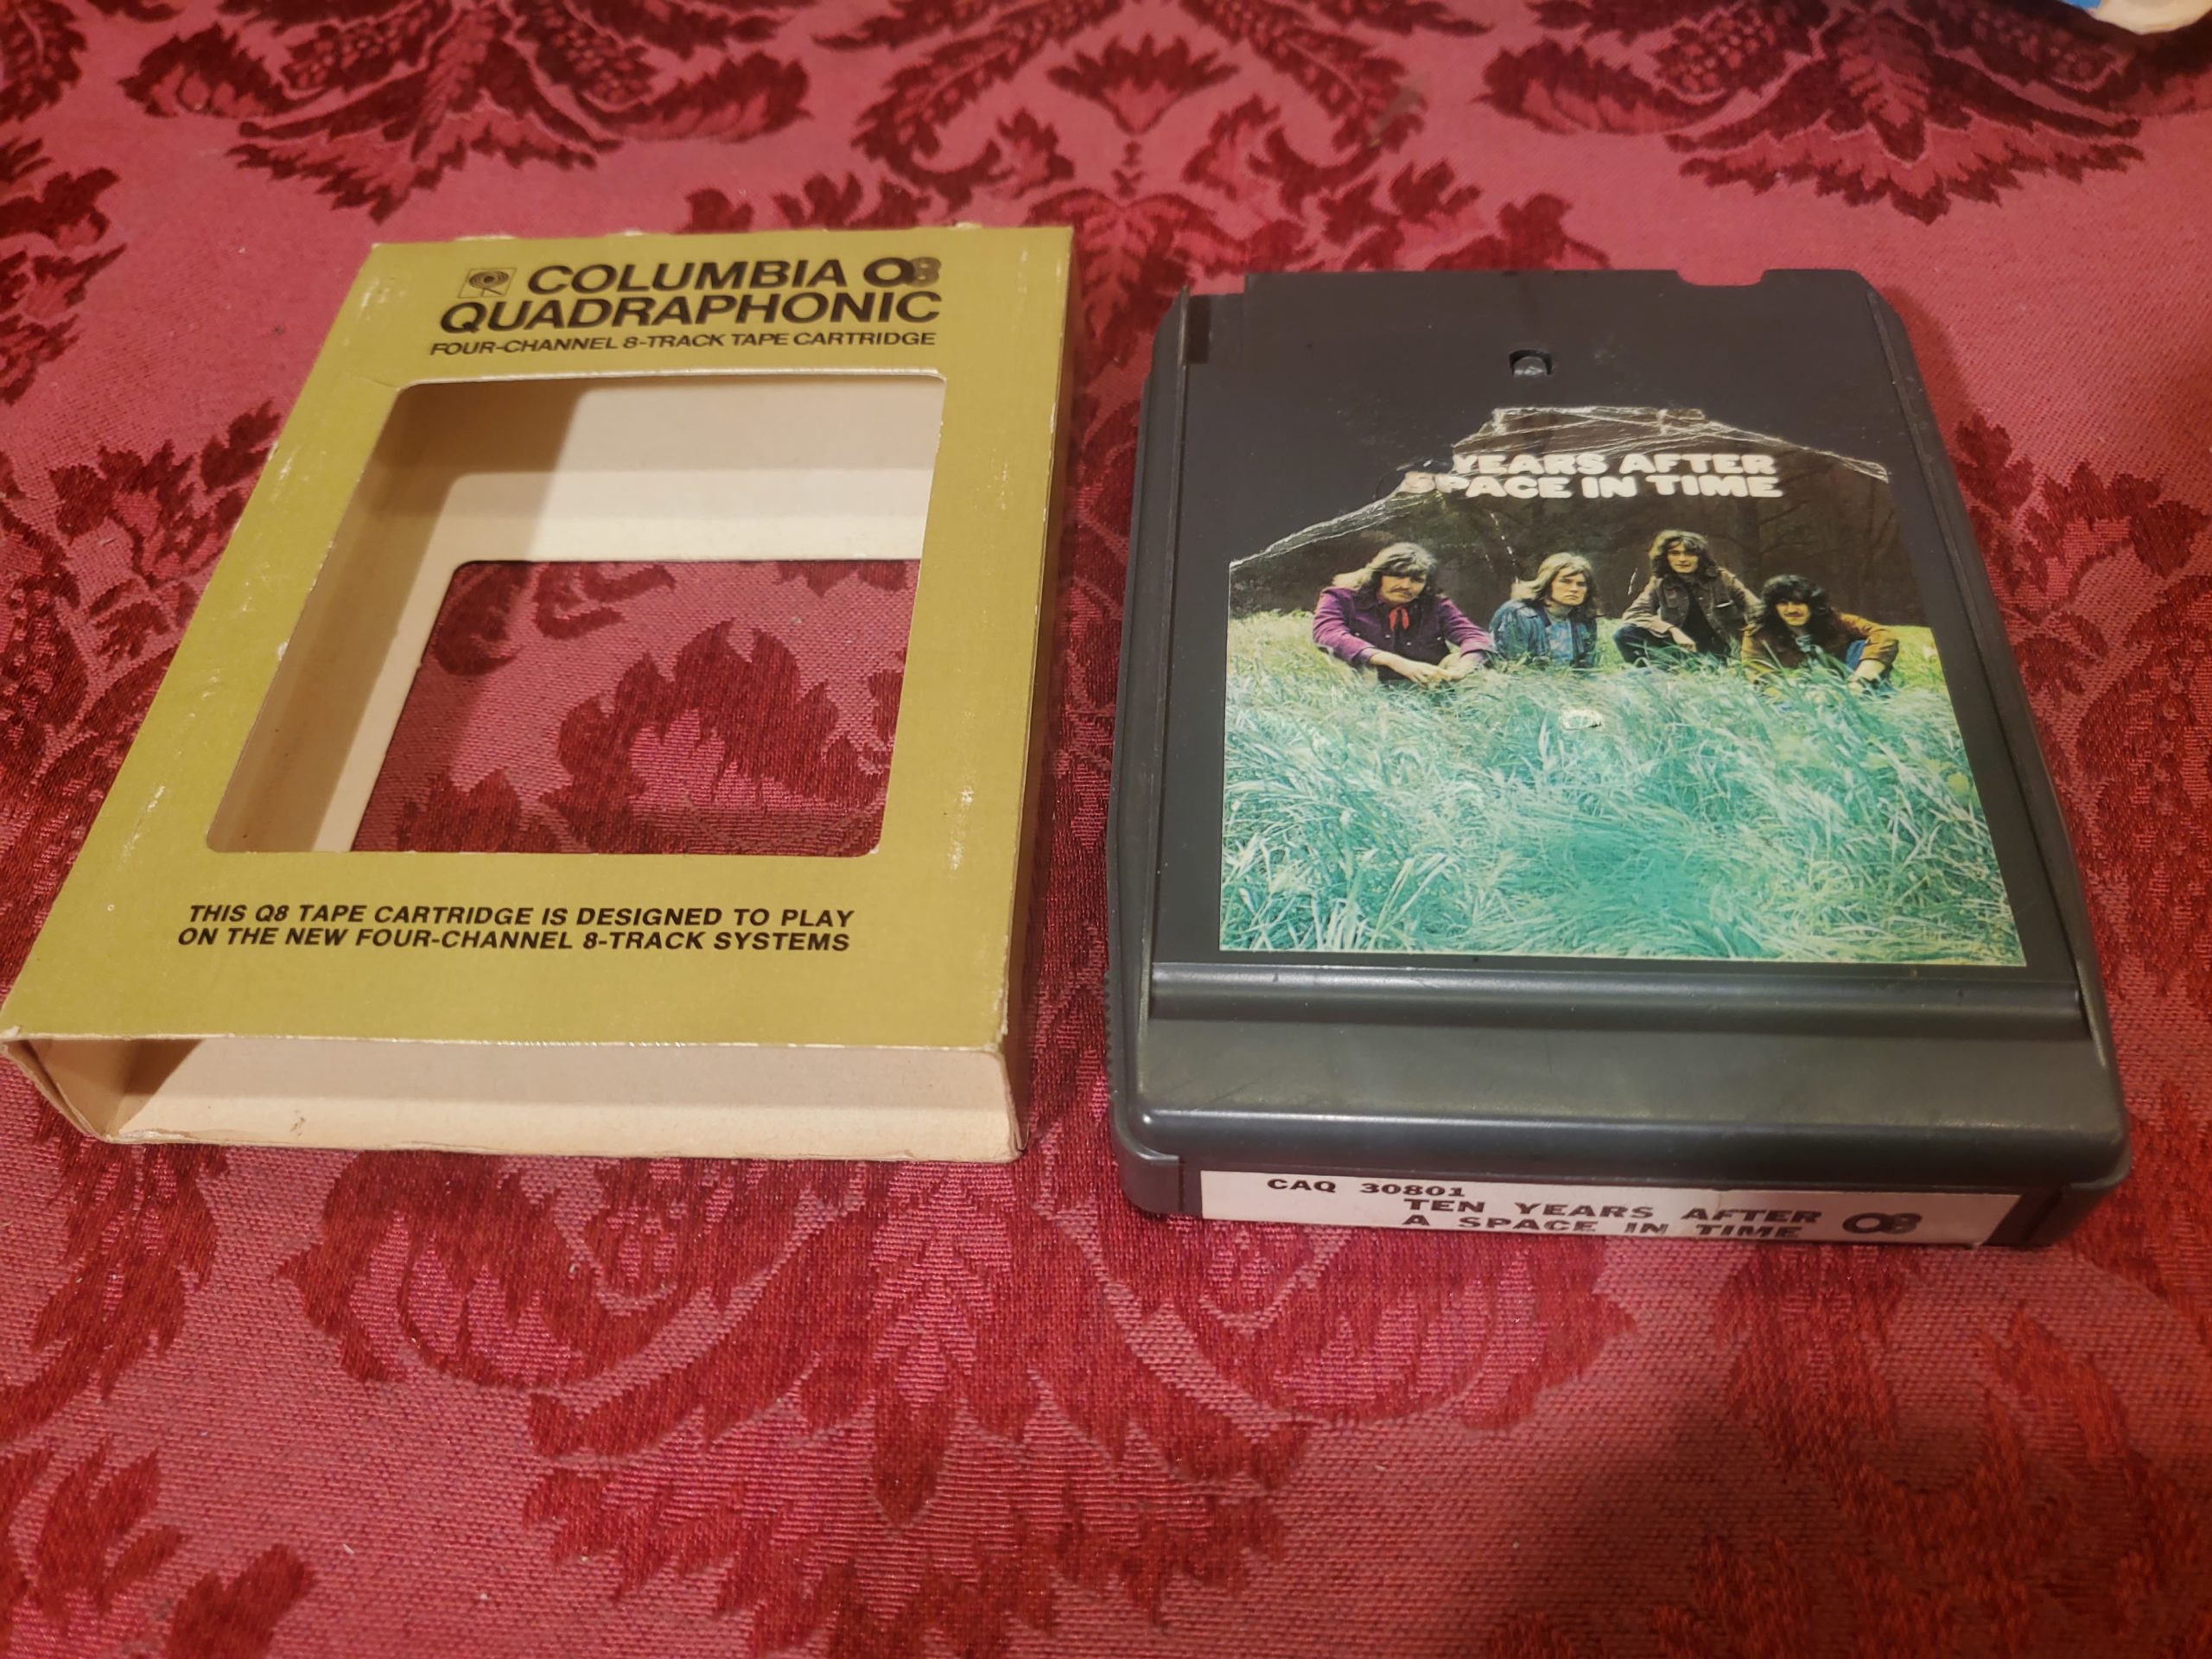 COLUMBIA Q8
QUADRAPHONIC
FOUR-CHANNEL 8-TRACK TAPE CARTRIDGE
THIS Q8 TAPE CARTRIDGE IS DESIGNED TO PLAY
ON THE NEW FOUR-CHANNEL 8-TRACK SYSTEMS
YEARS AFTER
SPACE IN TIME
CAQ 30801
TEN YEARS AFTER
A SPACE IN TIME Q8